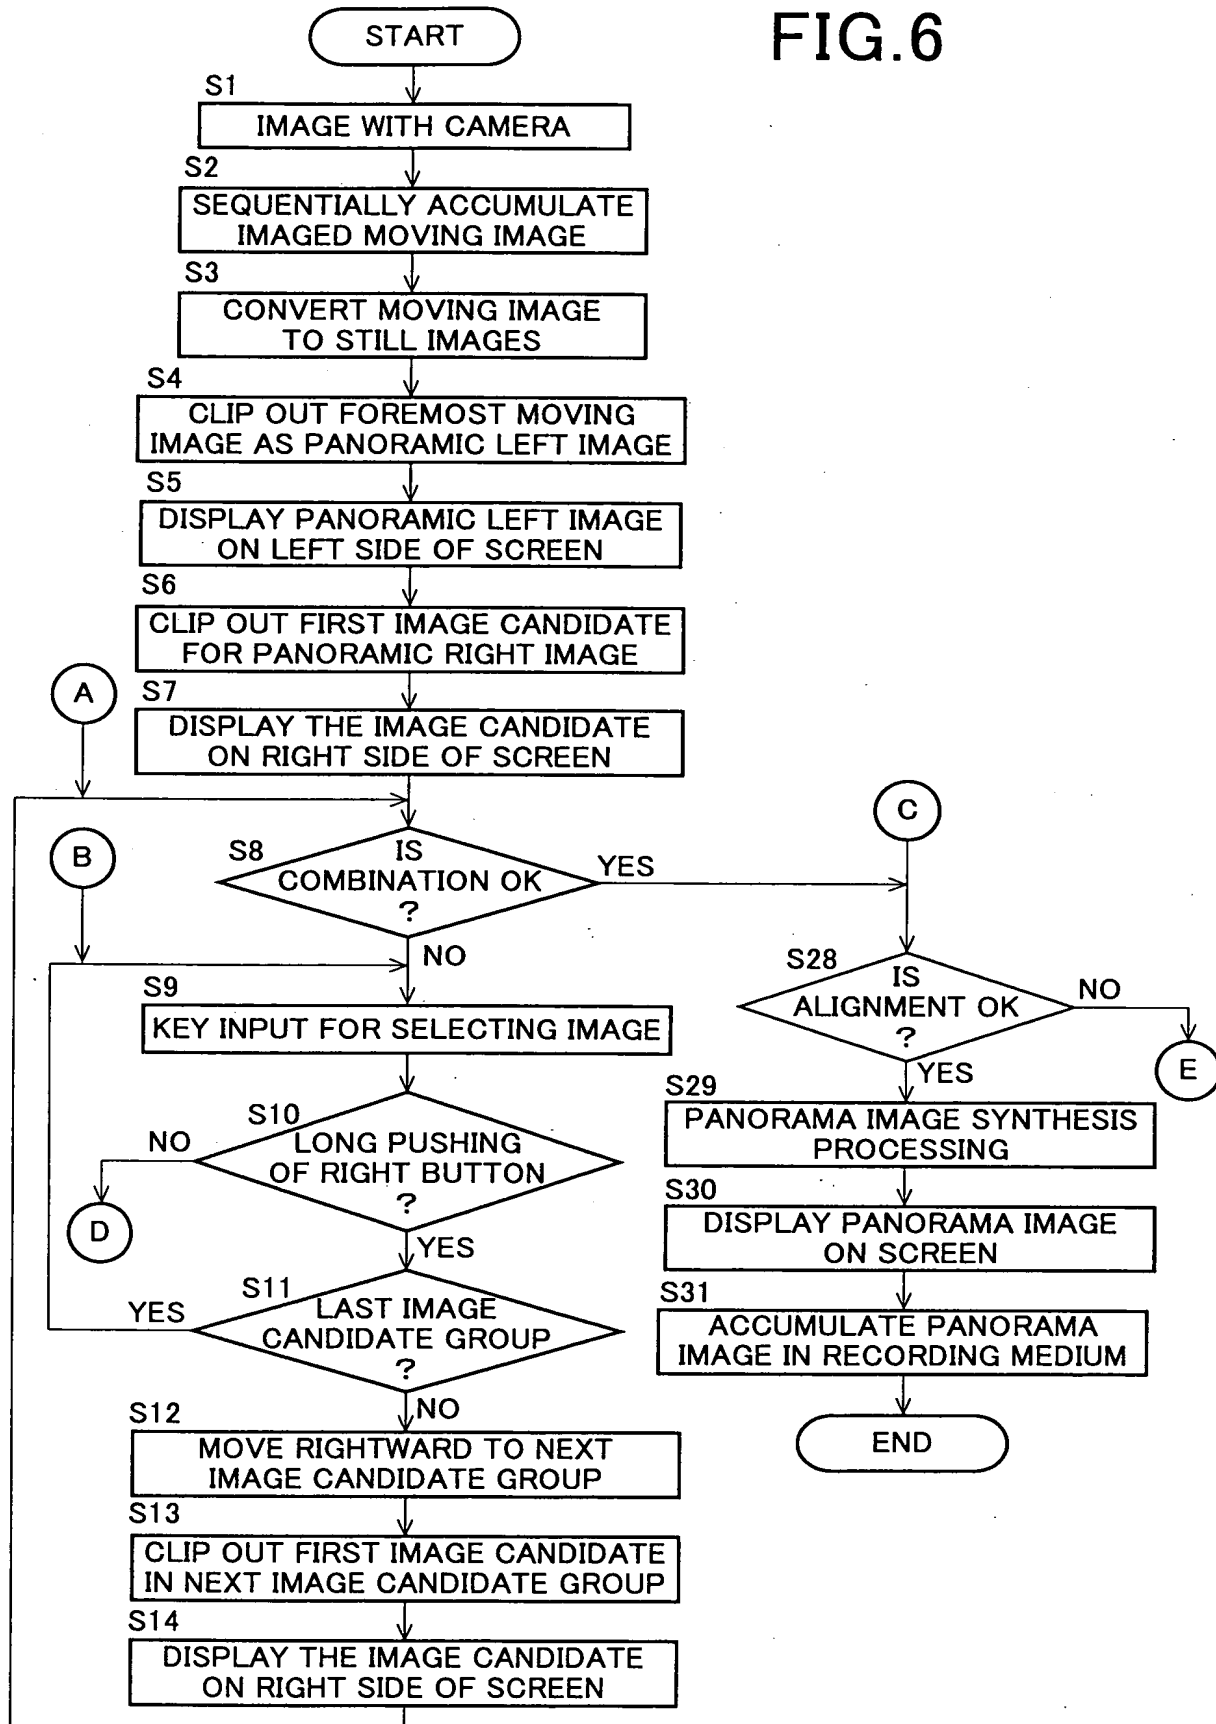 FIG.6
START
S1
IMAGE WITH CAMERA
S2
SEQUENTIALLY ACCUMULATE
IMAGED MOVING IMAGE
S3
CONVERT MOVING IMAGE
TO STILL IMAGES
S4
CLIP OUT FOREMOST MOVING
IMAGE AS PANORAMIC LEFT IMAGE
S5
DISPLAY PANORAMIC LEFT IMAGE
ON LEFT SIDE OF SCREEN
S6
CLIP OUT FIRST IMAGE CANDIDATE
FOR PANORAMIC RIGHT IMAGE
A
S7
DISPLAY THE IMAGE CANDIDATE
ON RIGHT SIDE OF SCREEN
B
S8
IS
COMBINATION OK
?
YES
NO
S9
KEY INPUT FOR SELECTING IMAGE
S10
LONG PUSHING
OF RIGHT BUTTON
?
NO
D
YES
S11
LAST IMAGE
CANDIDATE GROUP
?
YES
NO
S12
MOVE RIGHTWARD TO NEXT
IMAGE CANDIDATE GROUP
S13
CLIP OUT FIRST IMAGE CANDIDATE
IN NEXT IMAGE CANDIDATE GROUP
S14
DISPLAY THE IMAGE CANDIDATE
ON RIGHT SIDE OF SCREEN
C
S28
IS
ALIGNMENT OK
?
NO
E
YES
S29
PANORAMA IMAGE SYNTHESIS
PROCESSING
S30
DISPLAY PANORAMA IMAGE
ON SCREEN
S31
ACCUMULATE PANORAMA
IMAGE IN RECORDING MEDIUM
END